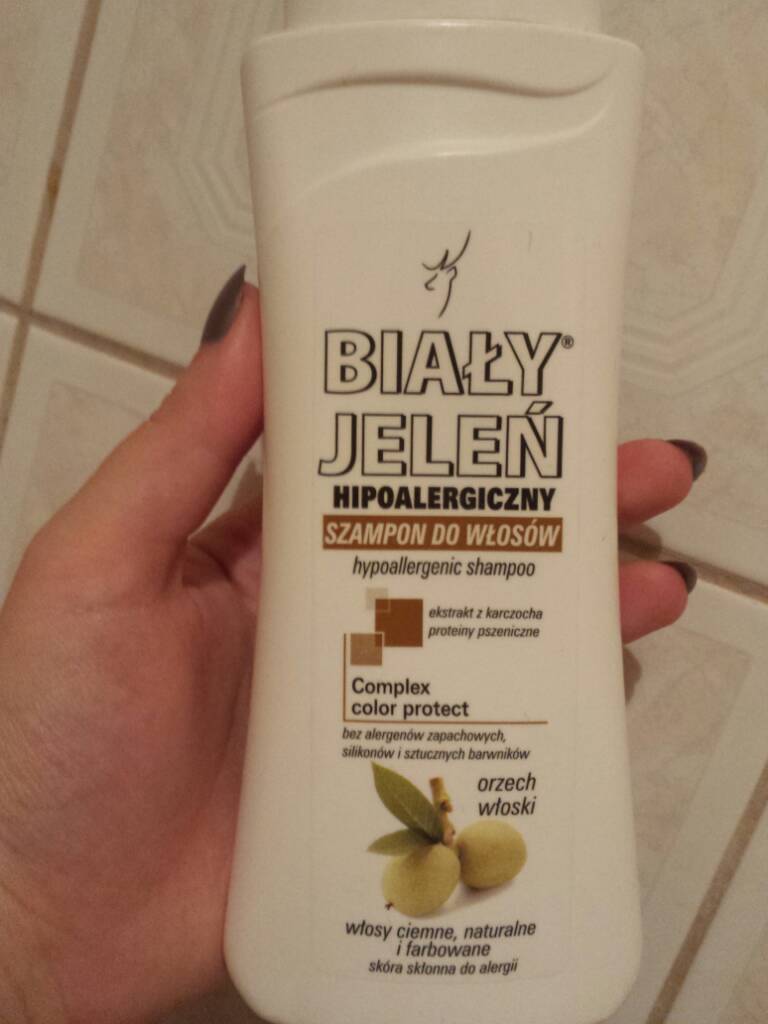 BIAŁY®
JELEŃ
HIPOALERGICZNY
SZAMPON DO WŁOSÓW
hypoallergenic shampoo
ekstrakt z karczocha
proteiny pszeniczne
Complex
color protect
bez alergenów zapachowych,
silikonów i sztucznych barwników
orzech
włoski
włosy ciemne, naturalne
i farbowane
skóra skłonna do alergii